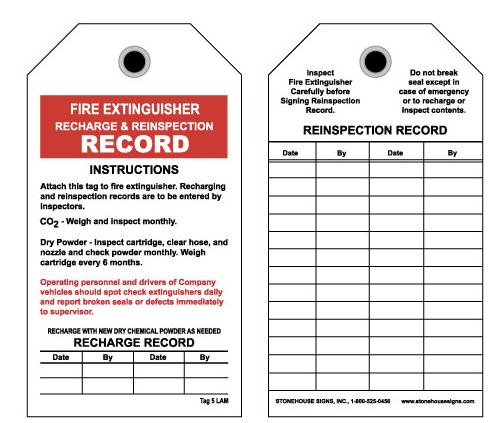 FIRE EXTINGUISHER
RECHARGE & REINSPECTION
RECORD
INSTRUCTIONS
Attach this tag to fire extinguisher. Recharging
and reinspection records are to be entered by
inspectors.
CO2 - Weigh and inspect monthly.
Dry Powder - Inspect cartridge, clear hose, and
nozzle and check powder monthly. Weigh
cartridge every 6 months.
Operating personnel and drivers of Company
vehicles should spot check extinguishers daily
and report broken seals or defects immediately
to supervisor.
RECHARGE WITH NEW DRY CHEMICAL POWDER AS NEEDED
RECHARGE RECORD
Date By Date By
Tag 5 LAM
Inspect
Fire Extinguisher
Carefully before
Signing Reinspection
Record.
Do not break
seal except in
case of emergency
or to recharge or
inspect contents.
REINSPECTION RECORD
Date By Date By
STONEHOUSE SIGNS, INC., 1-800-525-0456 www.stonehousesigns.com